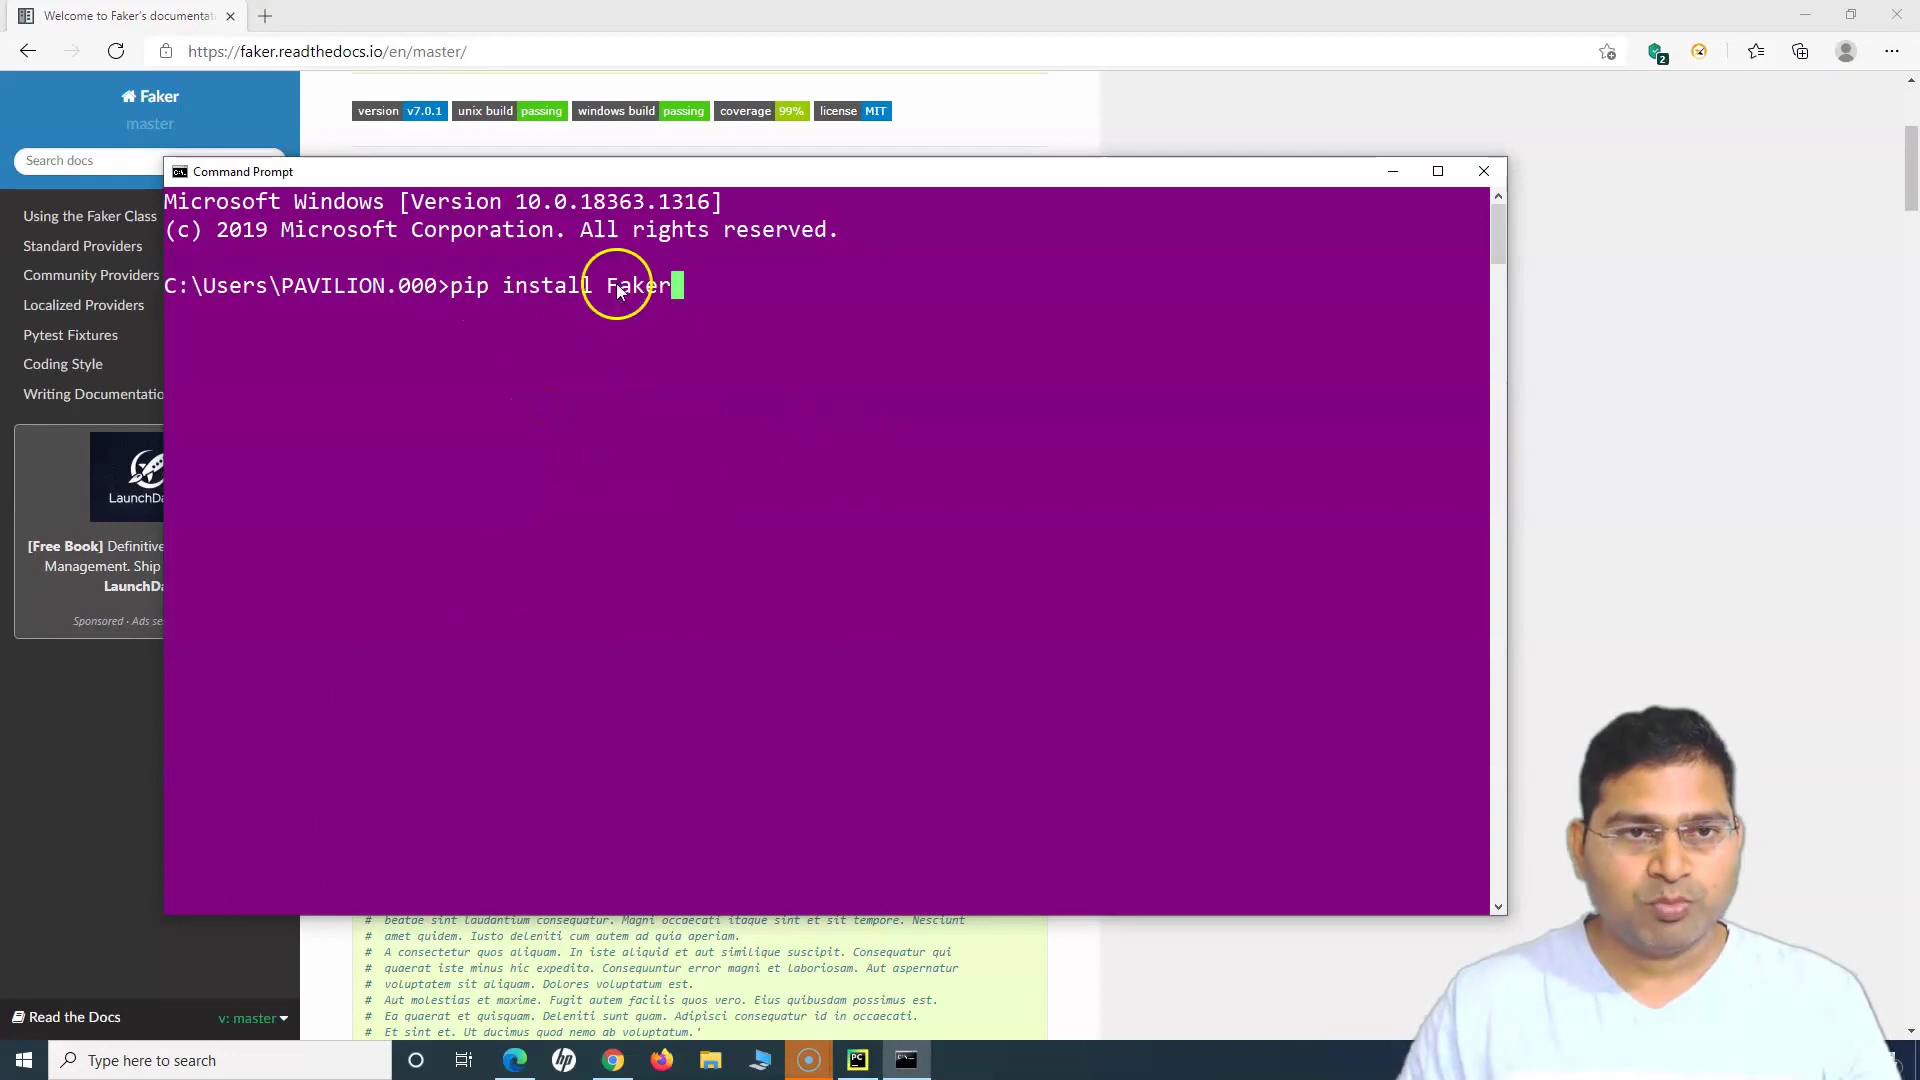 Welcome to Faker's documentat
https://faker.readthedocs.io/en/master/
2
Faker
master
Search docs
Using the Faker Class
Standard Providers
Community Providers
Localized Providers
Pytest Fixtures
Coding Style
Writing Documentatio
LaunchDa
[Free Book] Definitive
Management. Ship
LaunchDa
Sponsored · Ads se
Read the Docs
v: master
version v7.0.1 unix build passing windows build passing coverage 99% license MIT
Command Prompt
Microsoft Windows [Version 10.0.18363.1316]
(c) 2019 Microsoft Corporation. All rights reserved.
C:\Users\PAVILION.000>pip install Faker
# beatae sint laudantium consequatur. Magni occaecati itaque sint et sit tempore. Nesciunt
# amet quidem. Iusto deleniti cum autem ad quia aperiam.
# A consectetur quos aliquam. In iste aliquid et aut similique suscipit. Consequatur qui
# quaerat iste minus hic expedita. Consequuntur error magni et laboriosam. Aut aspernatur
# voluptatem sit aliquam. Dolores voluptatum est.
# Aut molestias et maxime. Fugit autem facilis quos vero. Eius quibusdam possimus est.
# Ea quaerat et quisquam. Deleniti sunt quam. Adipisci consequatur id in occaecati.
# Et sint et. Ut ducimus quod nemo ab voluptatum.'
Type here to search
hp
PC